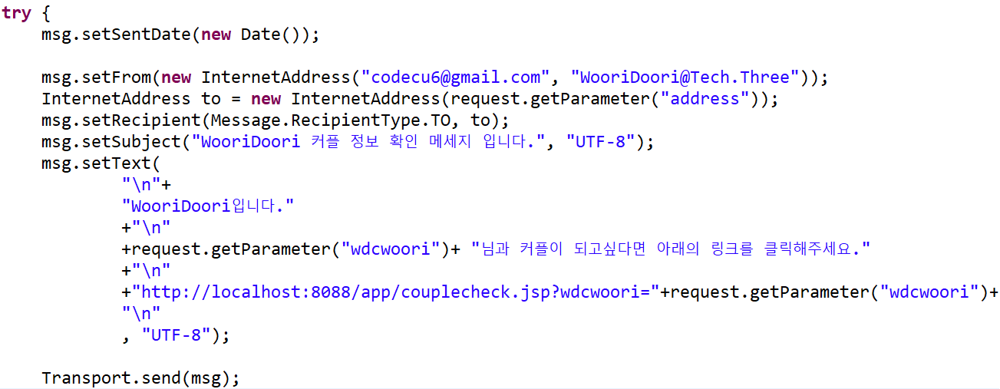 try {
msg.setSentDate(new Date());
msg.setFrom(new InternetAddress("codecu6@gmail.com", "WooriDoori@Tech.Three"));
InternetAddress to = new InternetAddress(request.getParameter("address"));
msg.setRecipient(Message.RecipientType.TO, to);
msg.setSubject("WooriDoori 커플 정보 확인 메세지 입니다.", "UTF-8");
msg.setText(
"\n"+
"WooriDoori입니다."
+"\n"
+request.getParameter("wdcwoori")+ "님과 커플이 되고싶다면 아래의 링크를 클릭해주세요."
+"\n"
+"http://localhost:8088/app/couplecheck.jsp?wdcwoori="+request.getParameter("wdcwoori")+
"\n"
, "UTF-8");
Transport.send(msg);